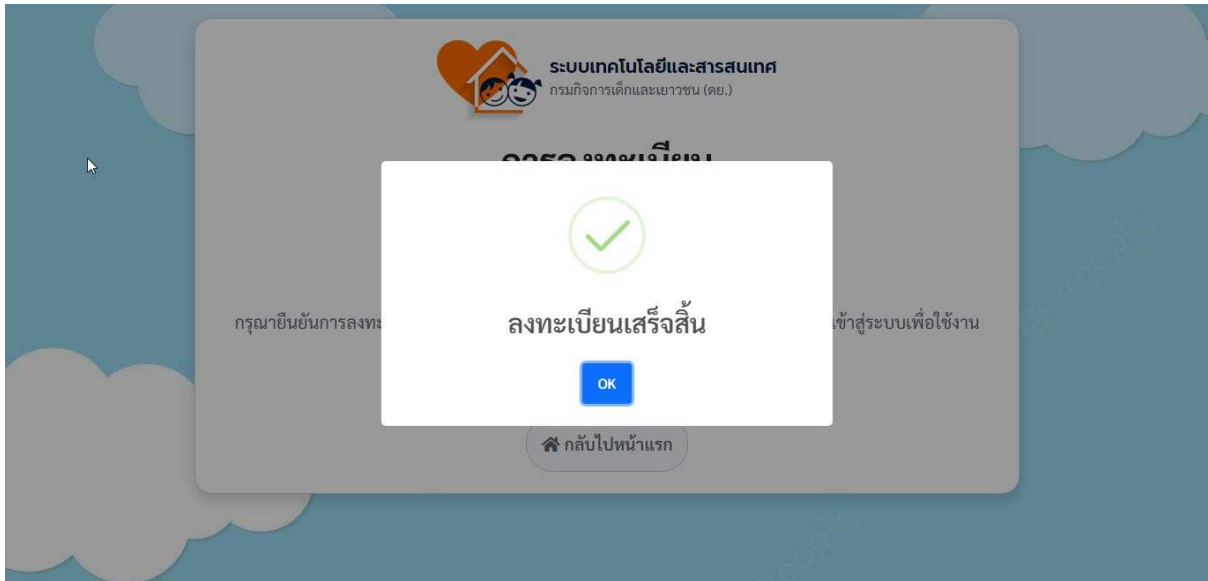 ระบบเทคโนโลยีและสารสนเทศ
กรมกิจการเด็กและเยาวชน (ดย.)
ลงทะเบียนเสร็จสิ้น
กรุณายืนยันการลงทะ
เข้าสู่ระบบเพื่อใช้งาน
OK
กลับไปหน้าแรก